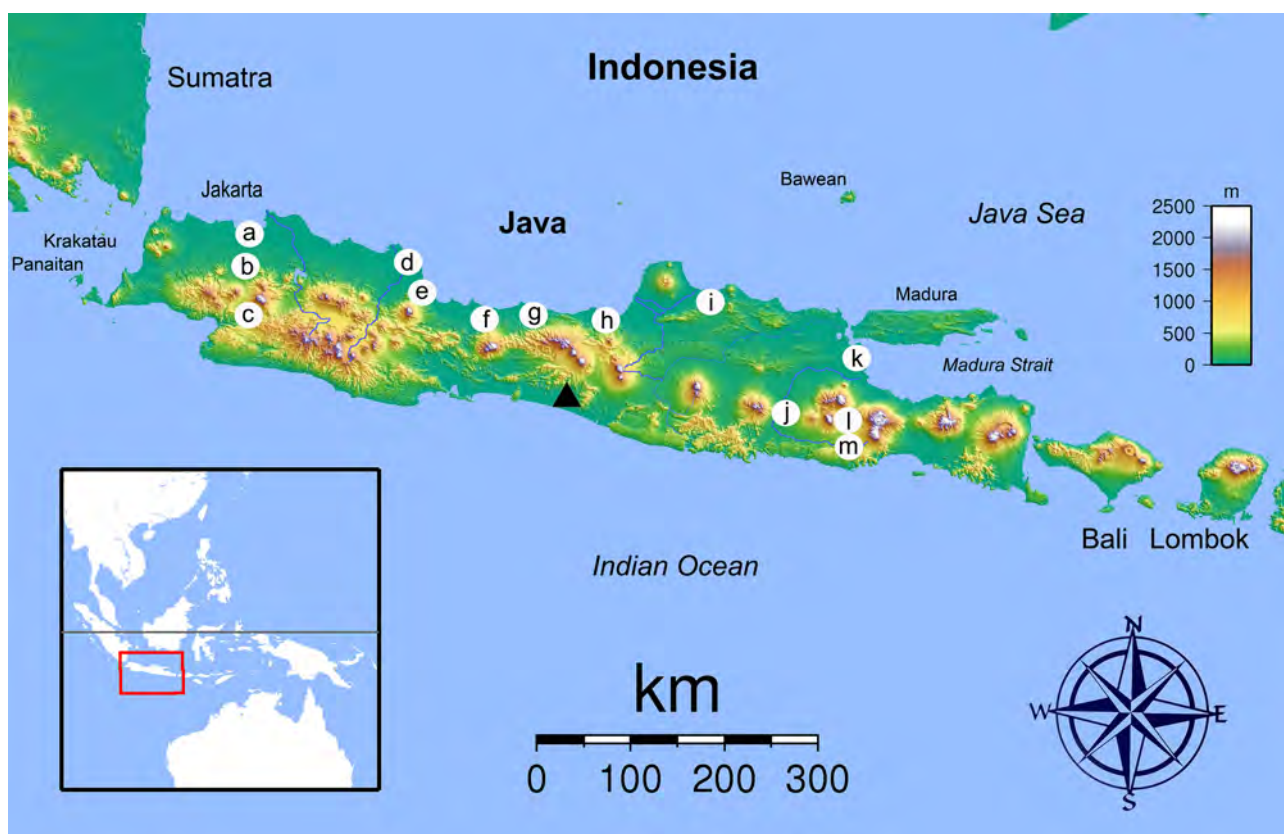 Indonesia
Sumatra
Jakarta
Bawean
Java Sea
Java
Krakatau
Panaitan
Madura
Madura Strait
a
b
c
d
e
f
g
h
i
j
k
l
m
m
2500
2000
1500
1000
500
0
Bali
Lombok
Indian Ocean
km
0 100 200 300
N
W
E
S